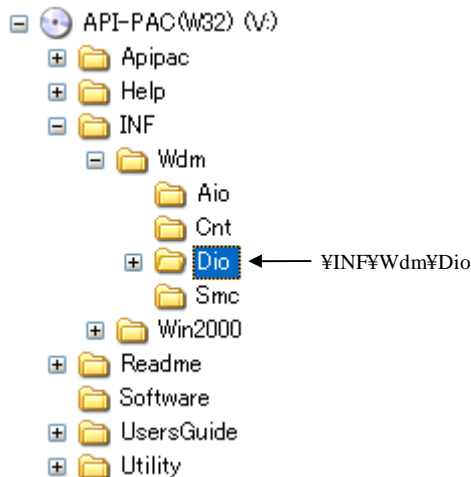 API-PAC(W32) (V:)
Apipac
Help
INF
Wdm
Aio
Cnt
Dio ¥INF¥Wdm¥Dio
Smc
Win2000
Readme
Software
UsersGuide
Utility